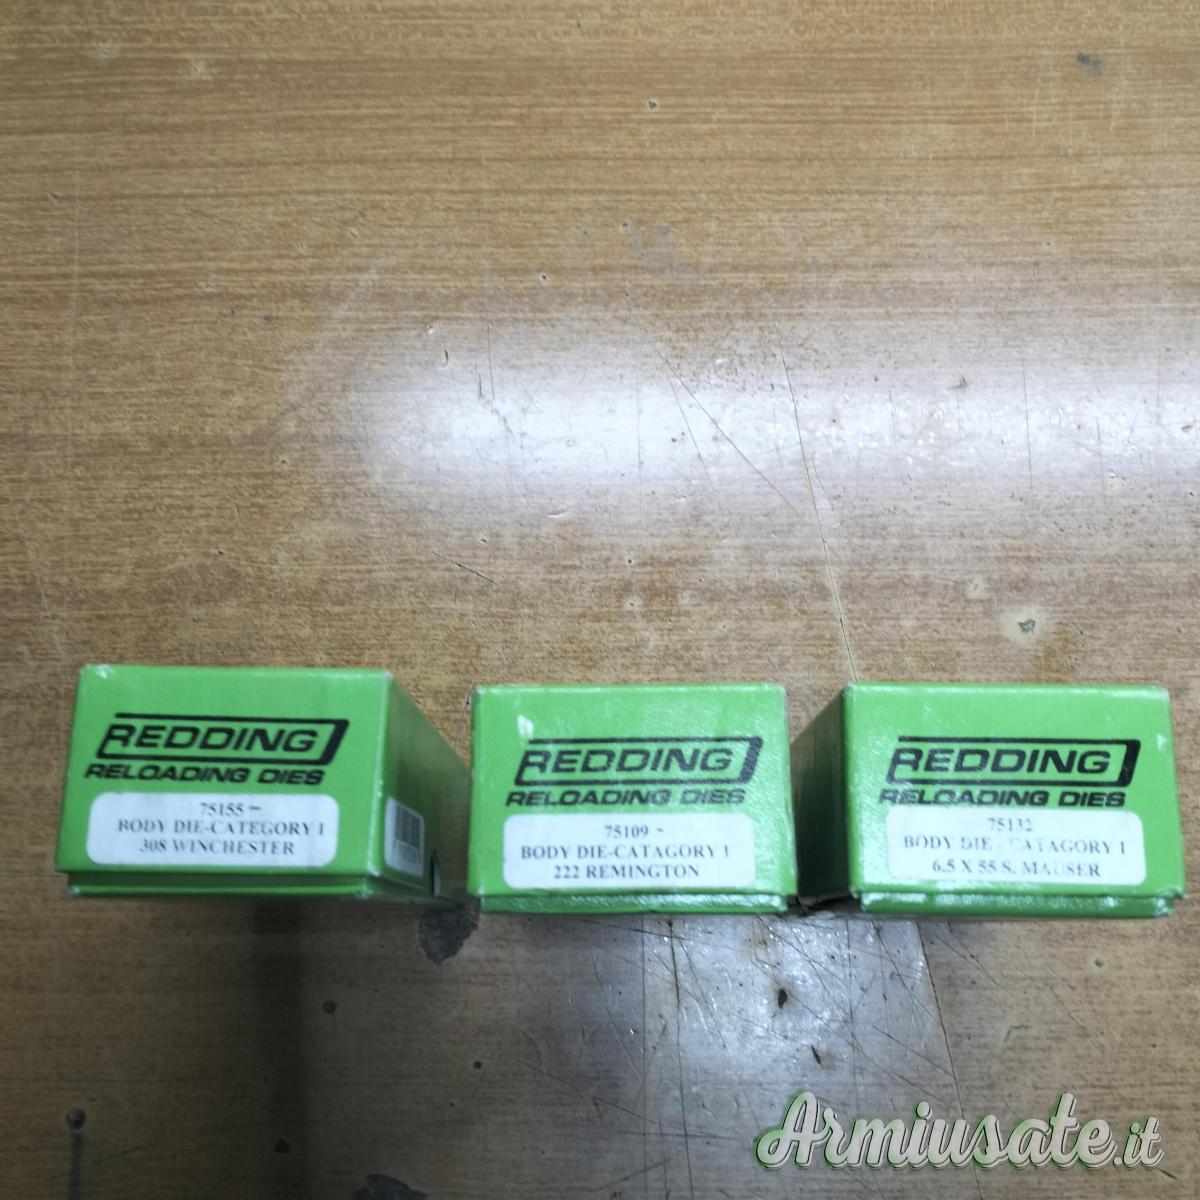 REDDING
RELOADING DIES
75155
BODY DIE-CATEGORY I
308 WINCHESTER
REDDING
RELOADING DIES
75109
BODY DIE-CATAGORY I
222 REMINGTON
REDDING
RELOADING DIES
75132
BODY DIE - CATAGORY I
6.5 X 55 S. MAUSER
Armiusate.it